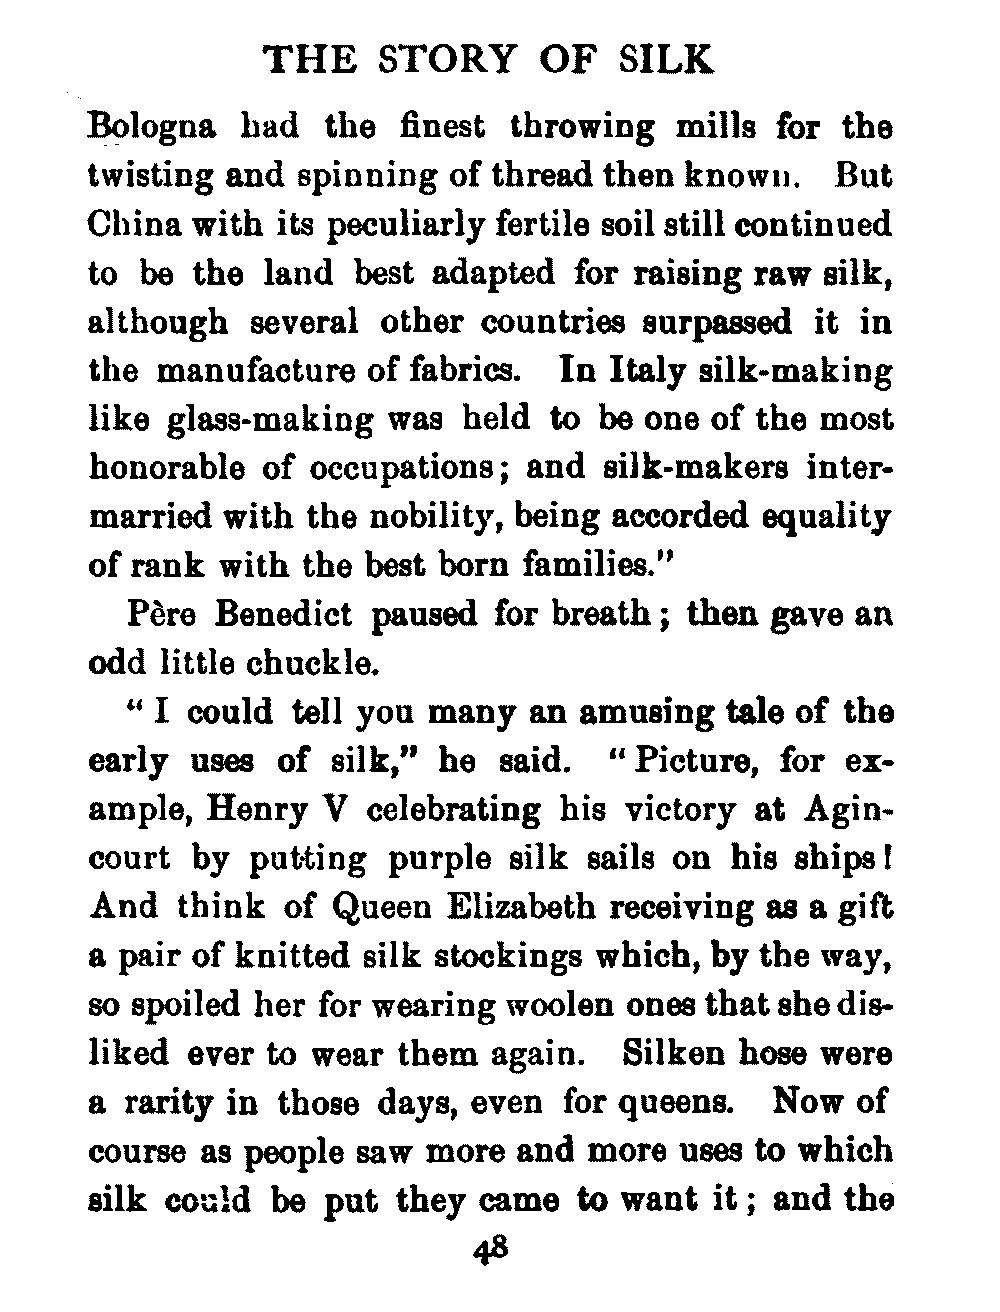 THE STORY OF SILK
Bologna had the finest throwing mills for the
twisting and spinning of thread then known. But
China with its peculiarly fertile soil still continued
to be the land best adapted for raising raw silk,
although several other countries surpassed it in
the manufacture of fabrics. In Italy silk-making
like glass-making was held to be one of the most
honorable of occupations; and silk-makers inter-
married with the nobility, being accorded equality
of rank with the best born families."
Père Benedict paused for breath; then gave an
odd little chuckle.
"I could tell you many an amusing tale of the
early uses of silk," he said. "Picture, for ex-
ample, Henry V celebrating his victory at Agin-
court by putting purple silk sails on his ships!
And think of Queen Elizabeth receiving as a gift
a pair of knitted silk stockings which, by the way,
so spoiled her for wearing woolen ones that she dis-
liked ever to wear them again. Silken hose were
a rarity in those days, even for queens. Now of
course as people saw more and more uses to which
silk could be put they came to want it; and the
48